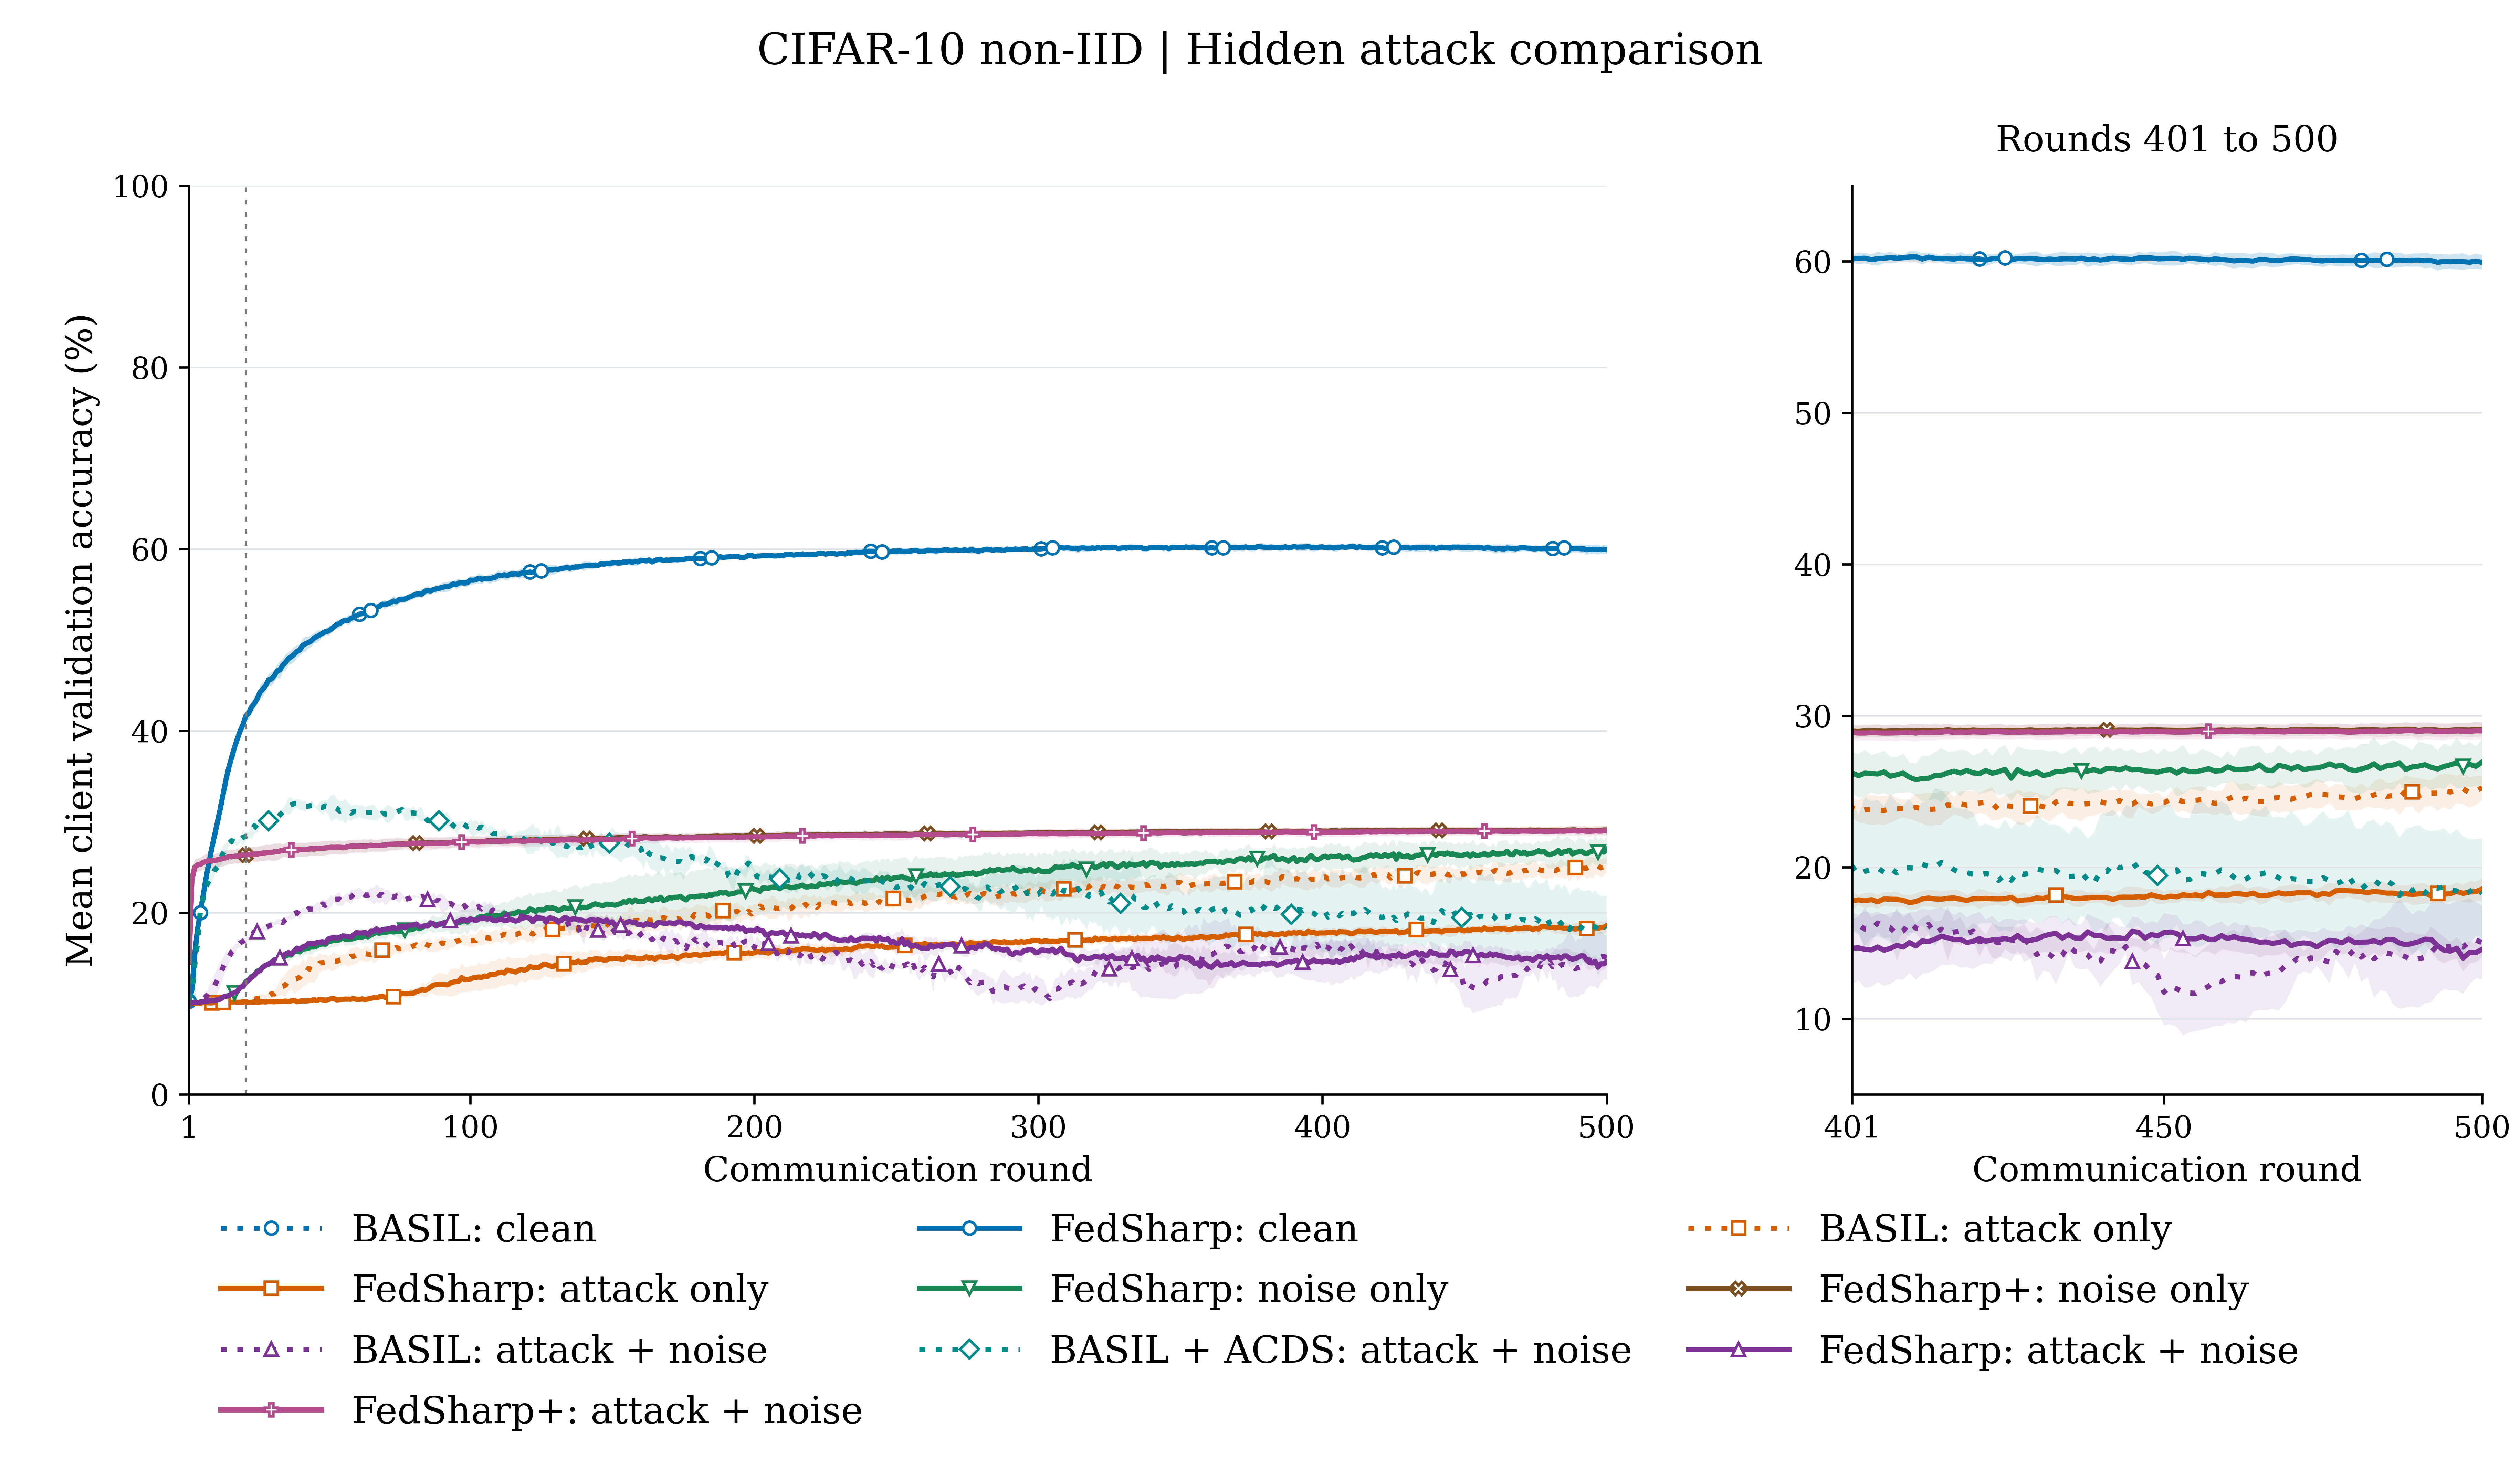 CIFAR-10 non-IID | Hidden attack comparison
Rounds 401 to 500
Mean client validation accuracy (%)
100
80
60
40
20
0
1
100
200
300
400
500
Communication round
60
50
40
30
20
10
401
450
500
Communication round
BASIL: clean
FedSharp: clean
BASIL: attack only
FedSharp: attack only
FedSharp: noise only
FedSharp+: noise only
BASIL: attack + noise
BASIL + ACDS: attack + noise
FedSharp: attack + noise
FedSharp+: attack + noise